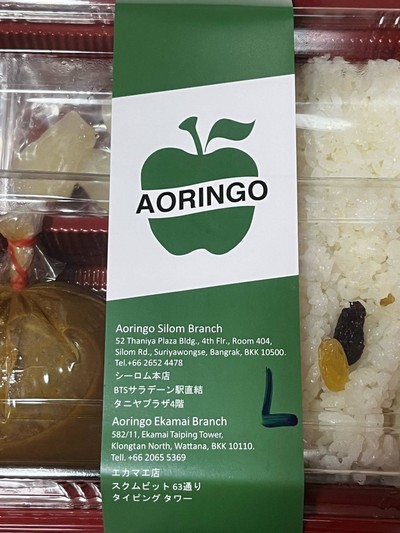 AORINGO
Aoringo Silom Branch
52 Thaniya Plaza Bldg., 4th Flr., Room 404,
Silom Rd., Suriyawongse, Bangrak, BKK 10500.
Tel.+66 2652 4478
シーロム本店
BTSサラデーン駅直結
タニヤプラザ4階
Aoringo Ekamai Branch
582/11, Ekamai Taiping Tower,
Klongtan North, Wattana, BKK 10110.
Tell. +66 2065 5369
エカマエ店
スクムビット 63通り
タイピング タワー
L